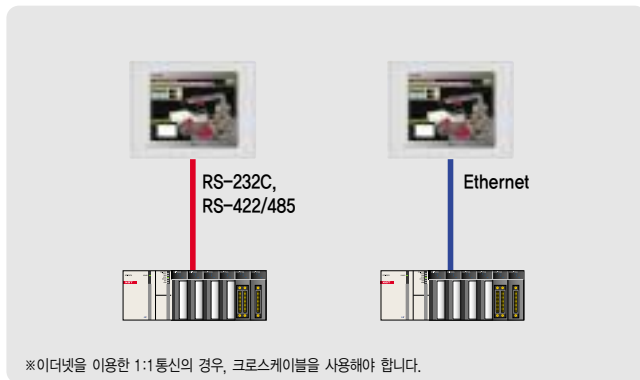 RS-232C,
RS-422/485
Ethernet
※이더넷을 이용한 1:1통신의 경우, 크로스케이블을 사용해야 합니다.